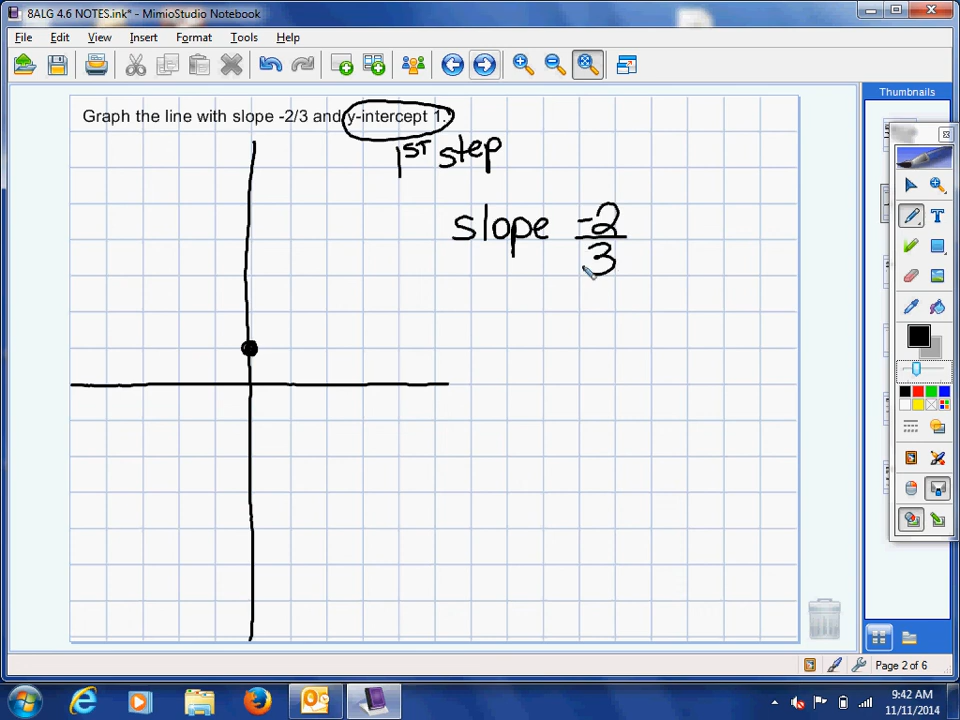 8ALG 4.6 NOTES.ink* - MimioStudio Notebook
File Edit View Insert Format Tools Help
Thumbnails
Graph the line with slope -2/3 and y-intercept 1.
1ST step
slope -2
3
T
Page 2 of 6
9:42 AM
11/11/2014